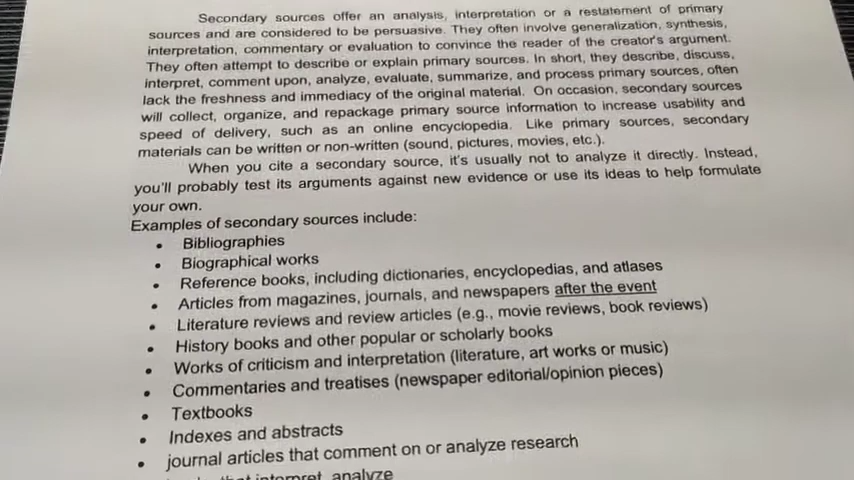 Secondary sources offer an analysis, interpretation or a restatement of primary
sources and are considered to be persuasive. They often involve generalization, synthesis,
interpretation, commentary or evaluation to convince the reader of the creator's argument.
They often attempt to describe or explain primary sources. In short, they describe, discuss,
interpret, comment upon, analyze, evaluate, summarize, and process primary sources, often
lack the freshness and immediacy of the original material. On occasion, secondary sources
will collect, organize, and repackage primary source information to increase usability and
speed of delivery, such as an online encyclopedia. Like primary sources, secondary
materials can be written or non-written (sound, pictures, movies, etc.).
When you cite a secondary source, it's usually not to analyze it directly. Instead,
you'll probably test its arguments against new evidence or use its ideas to help formulate
your own.
Examples of secondary sources include:
• Bibliographies
• Biographical works
• Reference books, including dictionaries, encyclopedias, and atlases
• Articles from magazines, journals, and newspapers after the event
• Literature reviews and review articles (e.g., movie reviews, book reviews)
• History books and other popular or scholarly books
• Works of criticism and interpretation (literature, art works or music)
• Commentaries and treatises (newspaper editorial/opinion pieces)
• Textbooks
• Indexes and abstracts
• journal articles that comment on or analyze research
that interpret, analyze